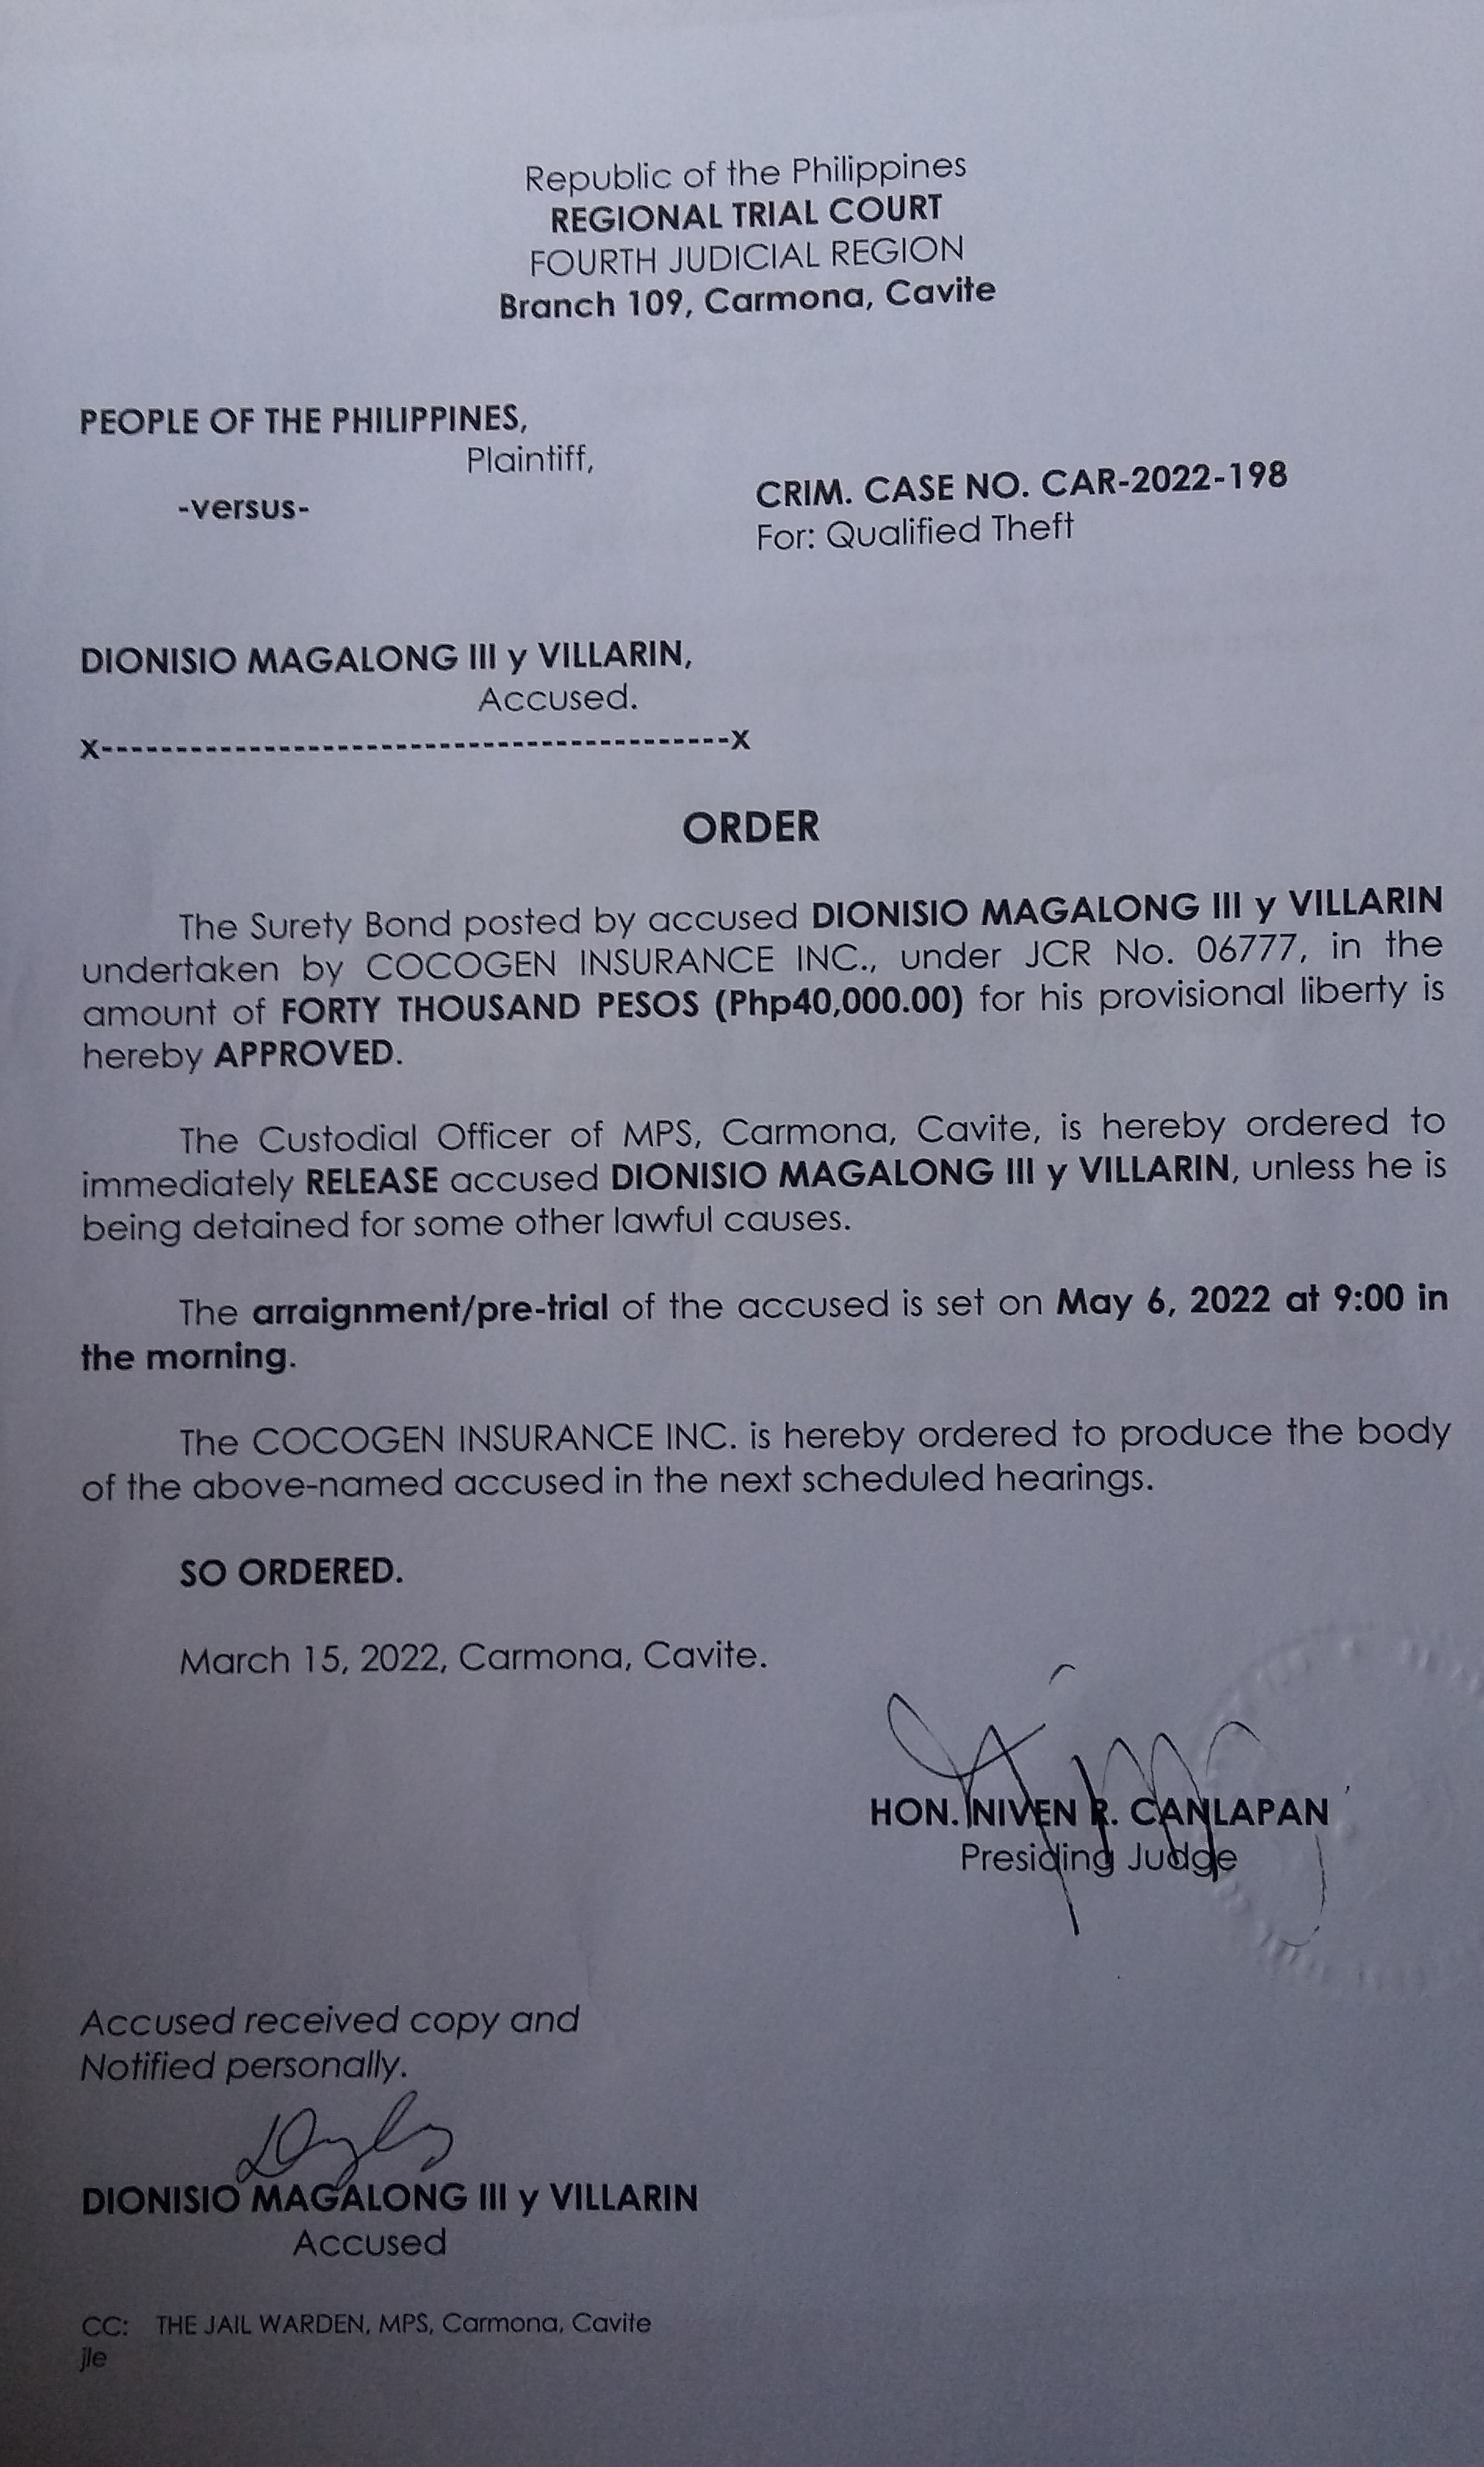 Republic of the Philippines
REGIONAL TRIAL COURT
FOURTH JUDICIAL REGION
Branch 109, Carmona, Cavite
PEOPLE OF THE PHILIPPINES,
Plaintiff,
-versus-
CRIM. CASE NO. CAR-2022-198
For: Qualified Theft
DIONISIO MAGALONG III y VILLARIN,
Accused.
x-------------------------------------------x
ORDER
The Surety Bond posted by accused DIONISIO MAGALONG III y VILLARIN
undertaken by COCOGEN INSURANCE INC., under JCR No. 06777, in the
amount of FORTY THOUSAND PESOS (Php40,000.00) for his provisional liberty is
hereby APPROVED.
The Custodial Officer of MPS, Carmona, Cavite, is hereby ordered to
immediately RELEASE accused DIONISIO MAGALONG III y VILLARIN, unless he is
being detained for some other lawful causes.
The arraignment/pre-trial of the accused is set on May 6, 2022 at 9:00 in
the morning.
The COCOGEN INSURANCE INC. is hereby ordered to produce the body
of the above-named accused in the next scheduled hearings.
SO ORDERED.
March 15, 2022, Carmona, Cavite.
HON. NIVEN R. CANLAPAN
Presiding Judge
Accused received copy and
Notified personally.
DIONISIO MAGALONG III y VILLARIN
Accused
CC: THE JAIL WARDEN, MPS, Carmona, Cavite
jle